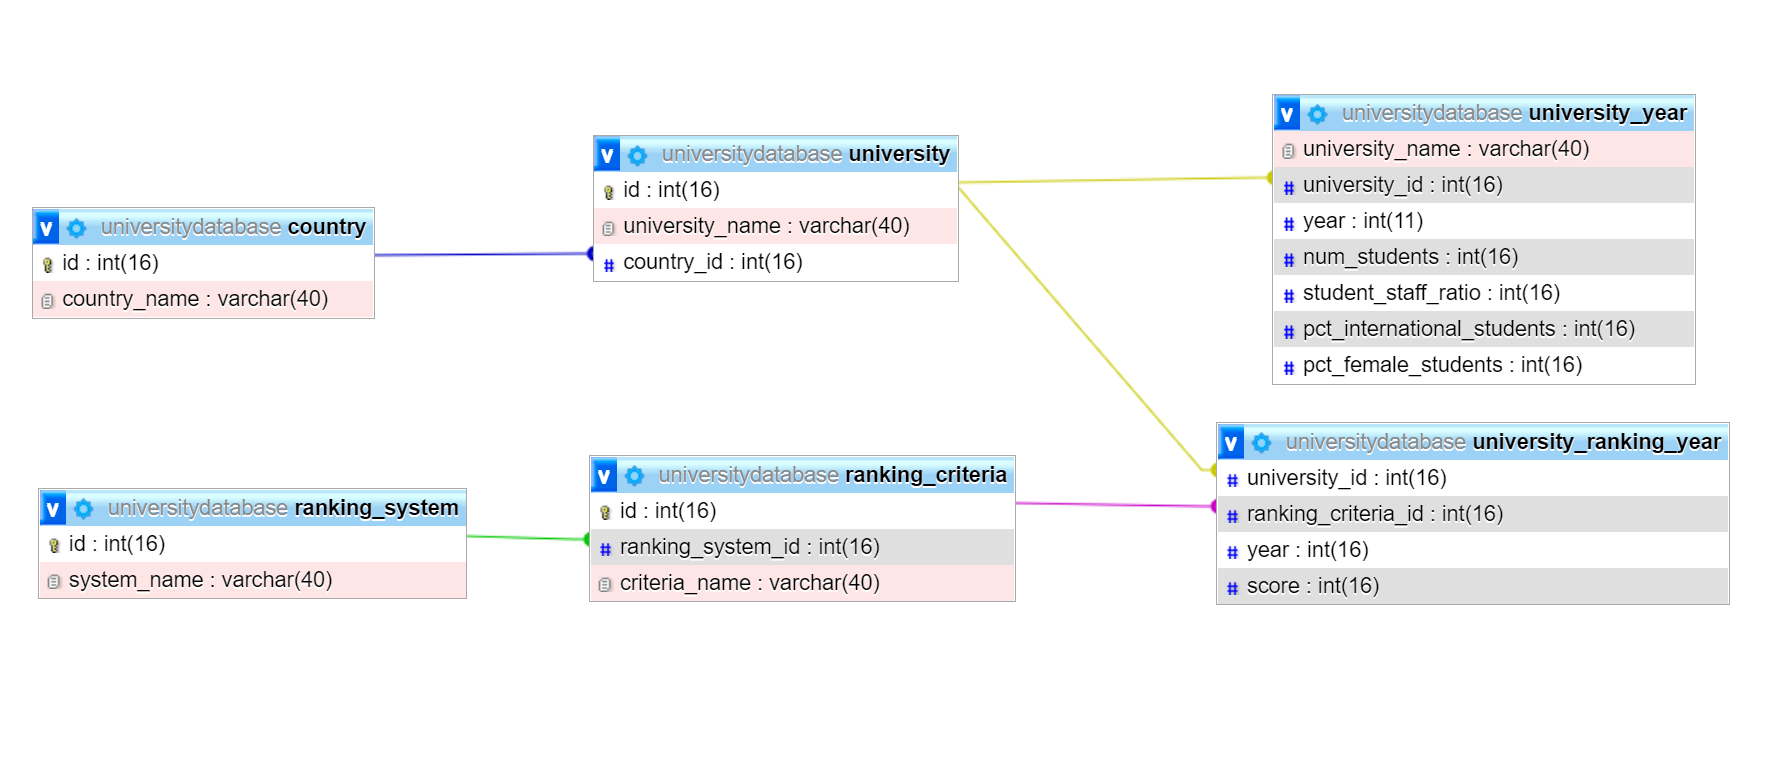 v universitydatabase country
id : int(16)
country_name : varchar(40)
v universitydatabase university
id : int(16)
university_name : varchar(40)
# country_id : int(16)
v universitydatabase university_year
university_name : varchar(40)
# university_id : int(16)
# year : int(11)
# num_students : int(16)
# student_staff_ratio : int(16)
# pct_international_students : int(16)
# pct_female_students : int(16)
v universitydatabase ranking_system
id : int(16)
system_name : varchar(40)
v universitydatabase ranking_criteria
id : int(16)
# ranking_system_id : int(16)
criteria_name : varchar(40)
v universitydatabase university_ranking_year
# university_id : int(16)
# ranking_criteria_id : int(16)
# year : int(16)
# score : int(16)